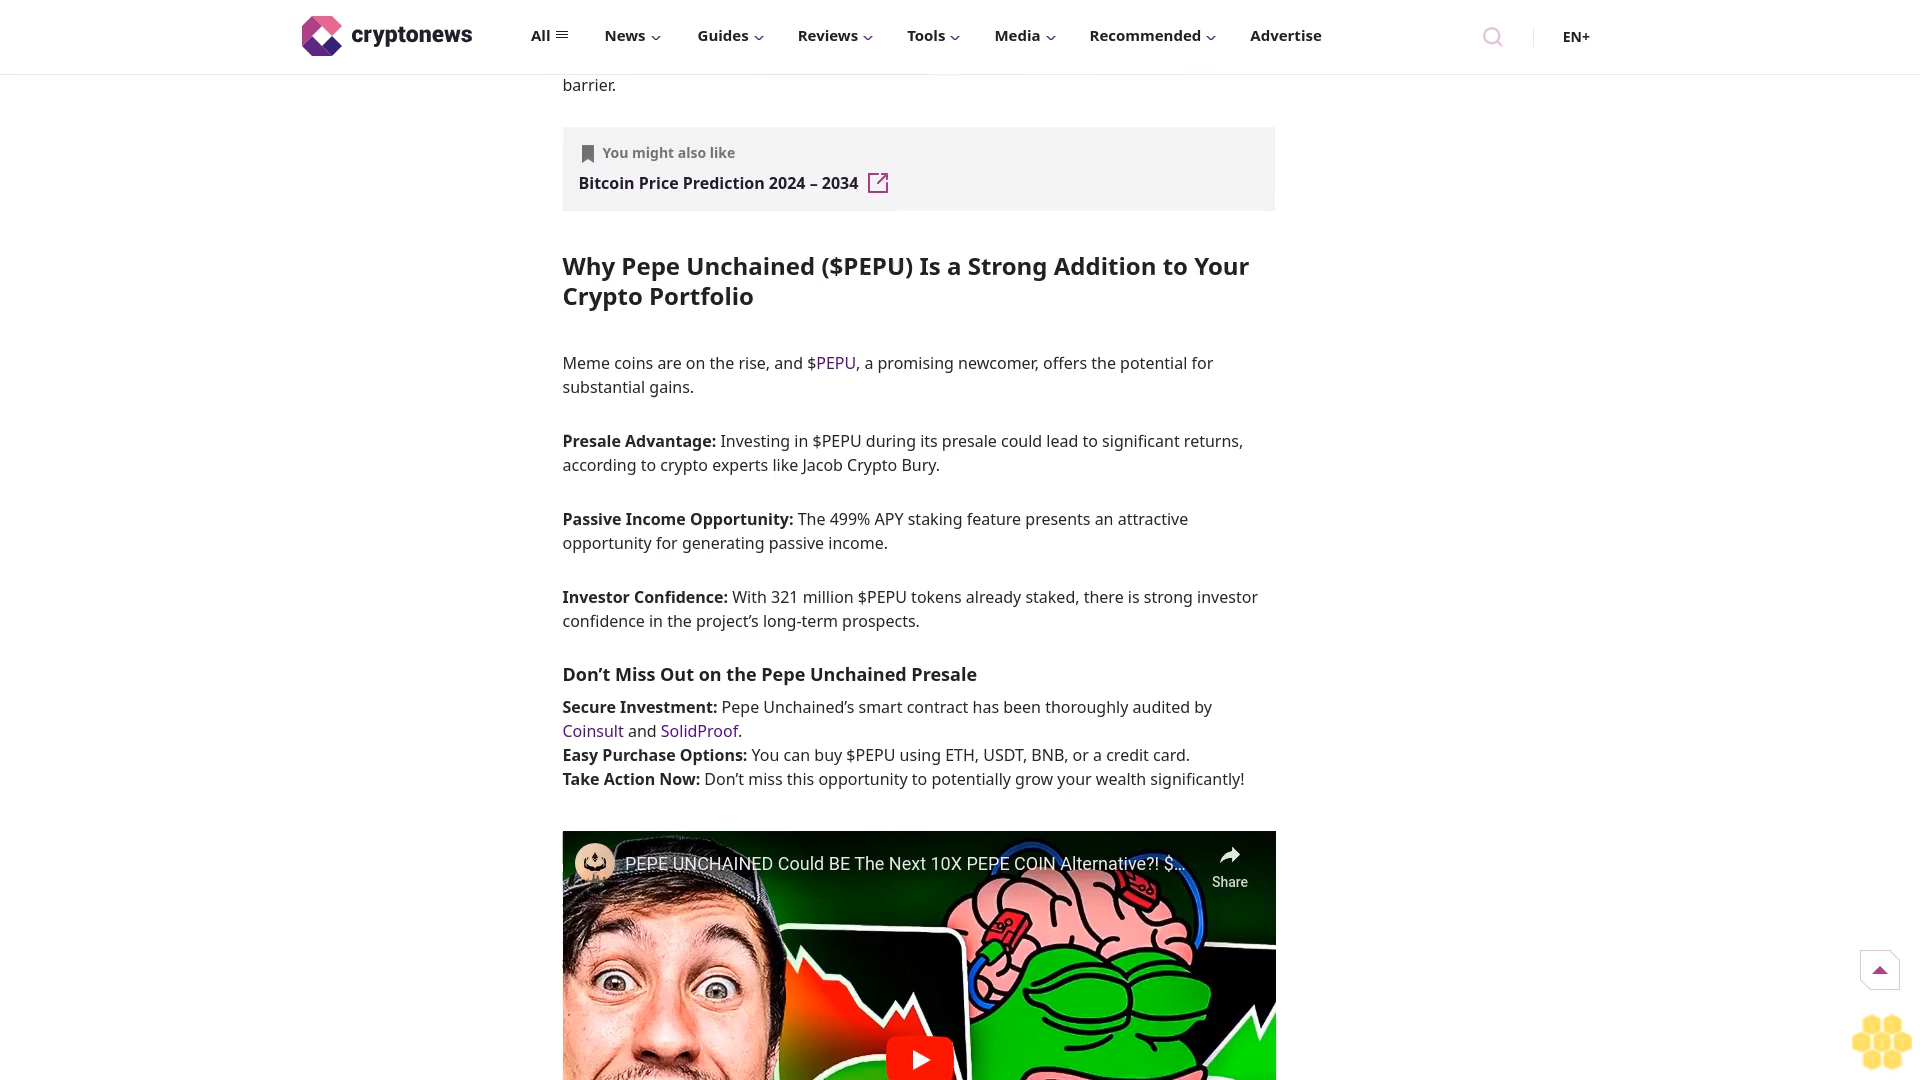 cryptonews
All
News
Guides
Reviews
Tools
Media
Recommended
Advertise
EN+
barrier.
You might also like
Bitcoin Price Prediction 2024 – 2034
Why Pepe Unchained ($PEPU) Is a Strong Addition to Your
Crypto Portfolio
Meme coins are on the rise, and $PEPU, a promising newcomer, offers the potential for
substantial gains.
Presale Advantage: Investing in $PEPU during its presale could lead to significant returns,
according to crypto experts like Jacob Crypto Bury.
Passive Income Opportunity: The 499% APY staking feature presents an attractive
opportunity for generating passive income.
Investor Confidence: With 321 million $PEPU tokens already staked, there is strong investor
confidence in the project’s long-term prospects.
Don’t Miss Out on the Pepe Unchained Presale
Secure Investment: Pepe Unchained’s smart contract has been thoroughly audited by
Coinsult and SolidProof.
Easy Purchase Options: You can buy $PEPU using ETH, USDT, BNB, or a credit card.
Take Action Now: Don’t miss this opportunity to potentially grow your wealth significantly!
PEPE UNCHAINED Could BE The Next 10X PEPE COIN Alternative?! $...
Share